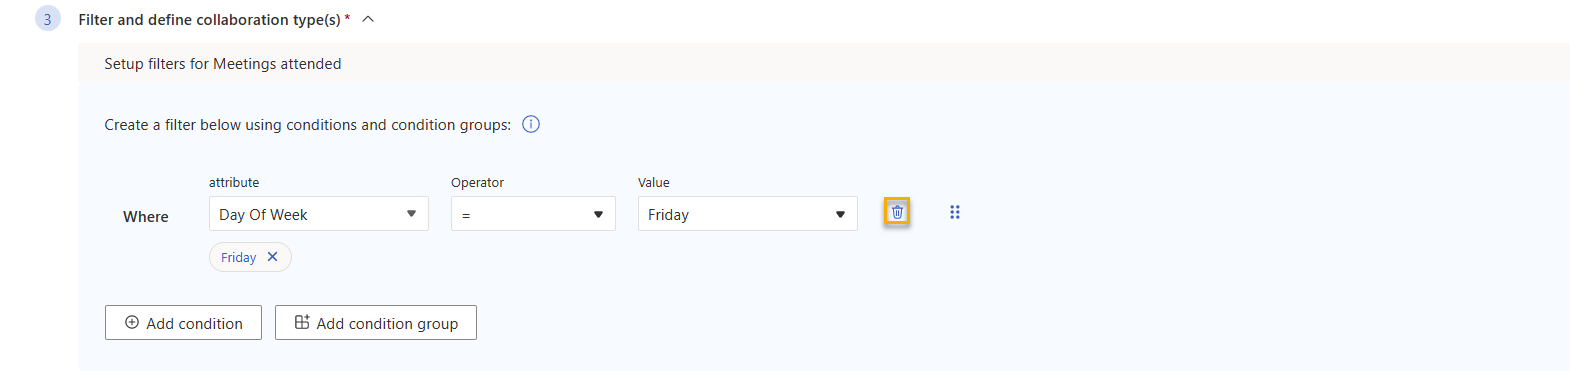 3 Filter and define collaboration type(s) *
Setup filters for Meetings attended
Create a filter below using conditions and condition groups:
attribute Operator Value
Where Day Of Week = Friday
Friday
Add condition Add condition group